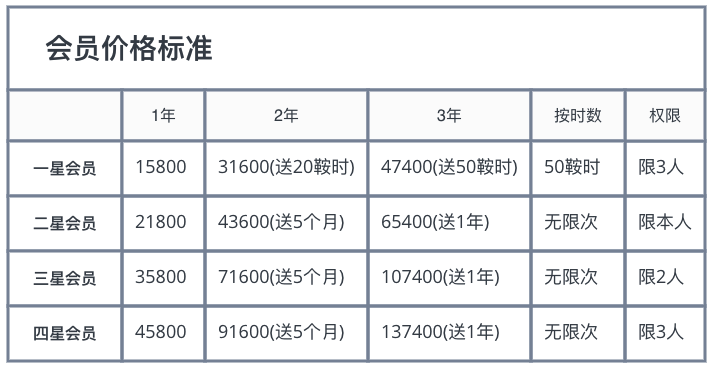 会员价格标准
1年 2年 3年 按时数 权限
一星会员 15800 31600(送20鞍时) 47400(送50鞍时) 50鞍时 限3人
二星会员 21800 43600(送5个月) 65400(送1年) 无限次 限本人
三星会员 35800 71600(送5个月) 107400(送1年) 无限次 限2人
四星会员 45800 91600(送5个月) 137400(送1年) 无限次 限3人